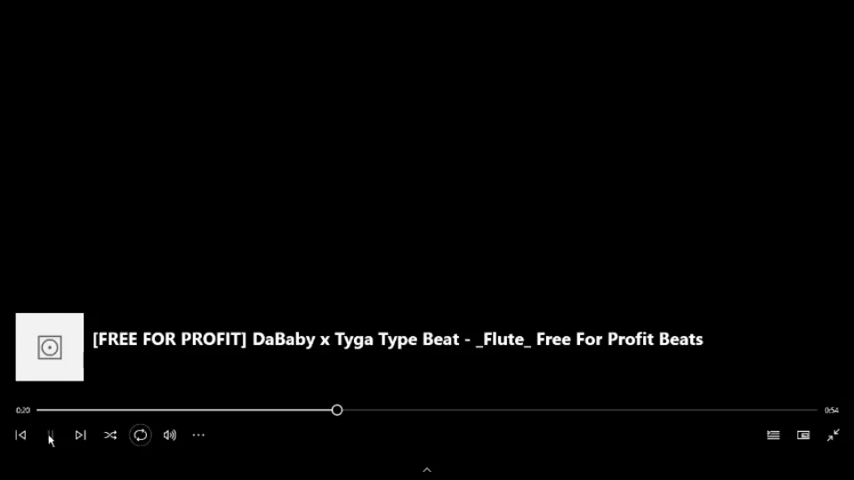 [FREE FOR PROFIT] DaBaby x Tyga Type Beat - _Flute_ Free For Profit Beats
0:20
0:54